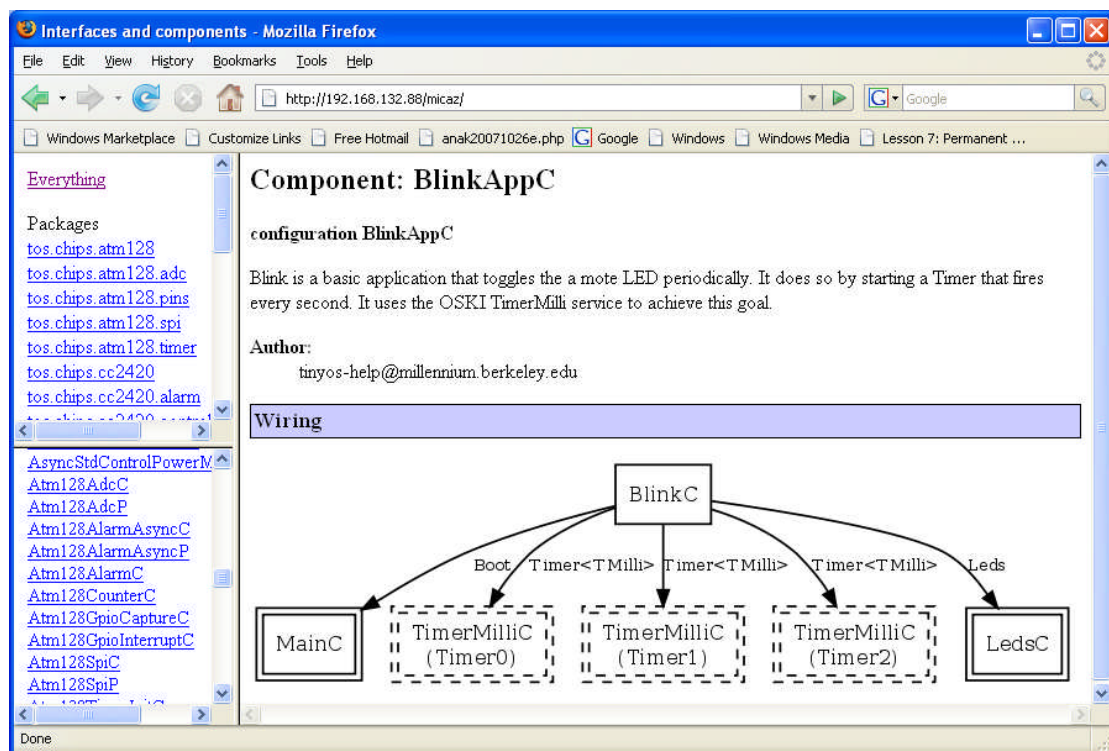 Interfaces and components - Mozilla Firefox
File Edit View History Bookmarks Tools Help
http://192.168.132.88/micaz/
G Google
Windows Marketplace Customize Links Free Hotmail anak20071026e.php G Google Windows Windows Media Lesson 7: Permanent ...
Everything
Packages
tos.chips.atm128
tos.chips.atm128.adc
tos.chips.atm128.pins
tos.chips.atm128.spi
tos.chips.atm128.timer
tos.chips.cc2420
tos.chips.cc2420.alarm
AsyncStdControlPowerM
Atm128AdcC
Atm128AdcP
Atm128AlarmAsyncC
Atm128AlarmAsyncP
Atm128AlarmC
Atm128CounterC
Atm128GpioCaptureC
Atm128GpioInterruptC
Atm128SpiC
Atm128SpiP
Component: BlinkAppC
configuration BlinkAppC
Blink is a basic application that toggles the a mote LED periodically. It does so by starting a Timer that fires
every second. It uses the OSKI TimerMilli service to achieve this goal.
Author:
tinyos-help@millennium.berkeley.edu
Wiring
BlinkC
Boot Timer<TMilli> Timer<TMilli> Timer<TMilli> Leds
MainC
TimerMilliC
(Timer0)
TimerMilliC
(Timer1)
TimerMilliC
(Timer2)
LedsC
Done